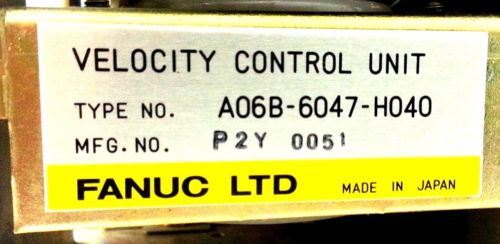 VELOCITY CONTROL UNIT
TYPE NO. A06B-6047-H040
MFG. NO. P2Y 0051
FANUC LTD MADE IN JAPAN